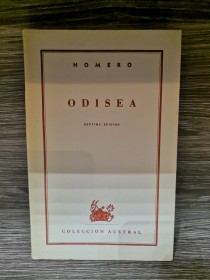 HOMERO
ODISEA
SEPTIMA EDICION
COLECCION AUSTRAL